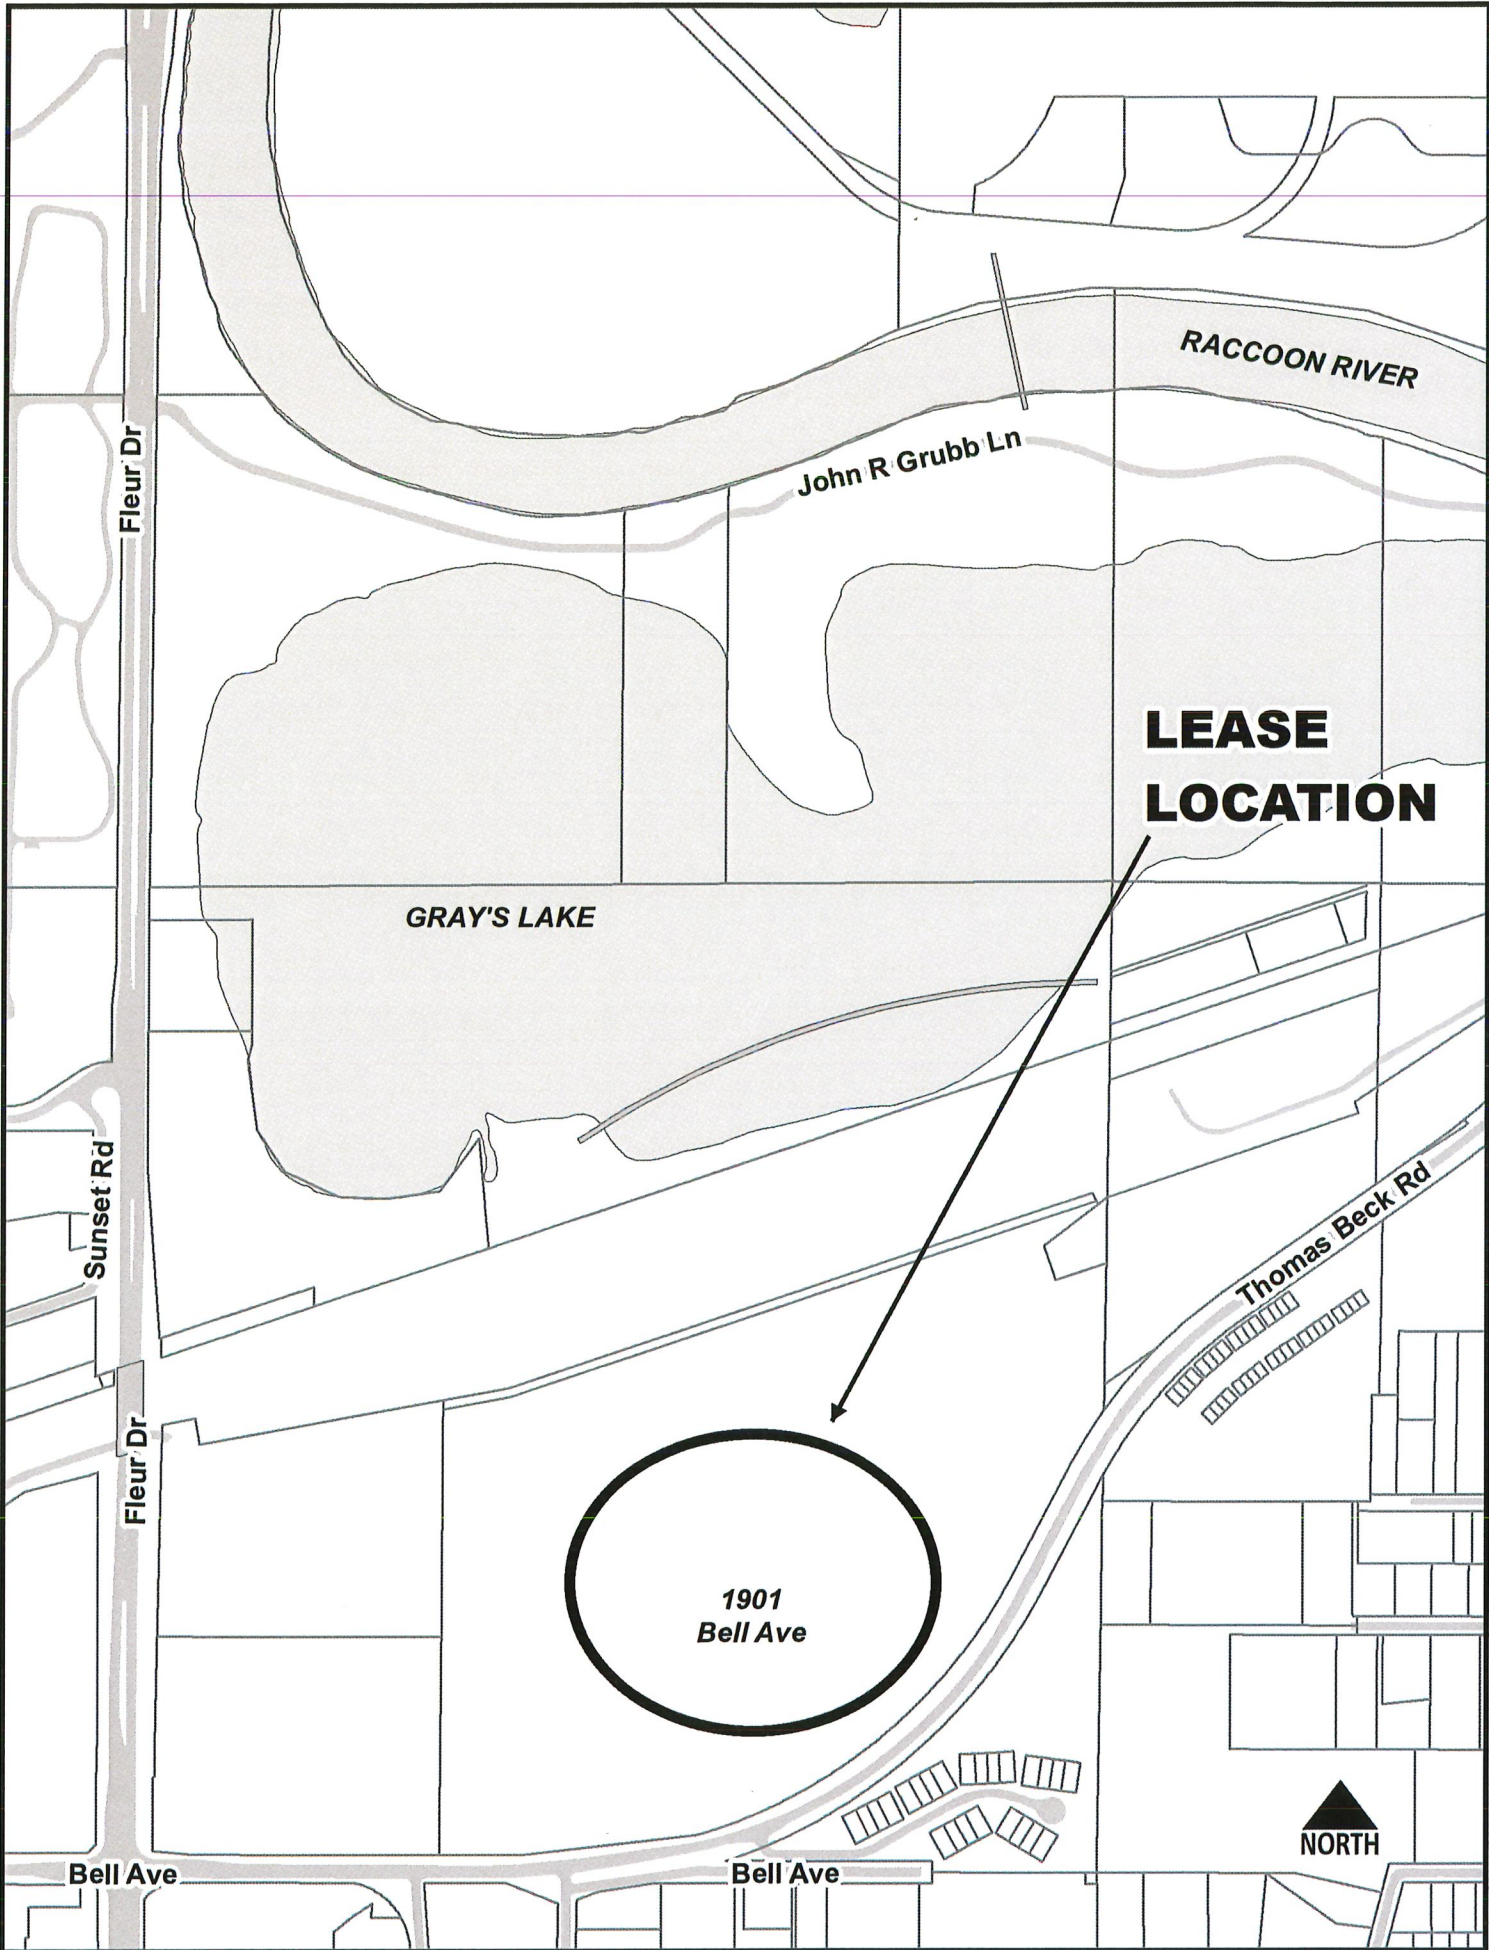 RACCOON RIVER
Fleur Dr
John R Grubb Ln
LEASE
LOCATION
GRAY'S LAKE
Sunset Rd
Thomas Beck Rd
Fleur Dr
1901
Bell Ave
NORTH
Bell Ave
Bell Ave